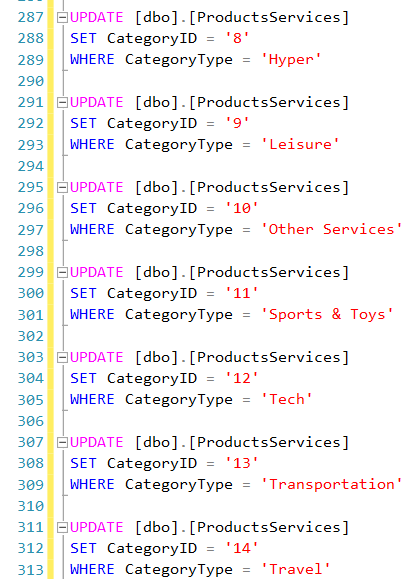 287 UPDATE [dbo].[ProductsServices]
288 SET CategoryID = '8'
289 WHERE CategoryType = 'Hyper'
290
291 UPDATE [dbo].[ProductsServices]
292 SET CategoryID = '9'
293 WHERE CategoryType = 'Leisure'
294
295 UPDATE [dbo].[ProductsServices]
296 SET CategoryID = '10'
297 WHERE CategoryType = 'Other Services'
298
299 UPDATE [dbo].[ProductsServices]
300 SET CategoryID = '11'
301 WHERE CategoryType = 'Sports & Toys'
302
303 UPDATE [dbo].[ProductsServices]
304 SET CategoryID = '12'
305 WHERE CategoryType = 'Tech'
306
307 UPDATE [dbo].[ProductsServices]
308 SET CategoryID = '13'
309 WHERE CategoryType = 'Transportation'
310
311 UPDATE [dbo].[ProductsServices]
312 SET CategoryID = '14'
313 WHERE CategoryType = 'Travel'